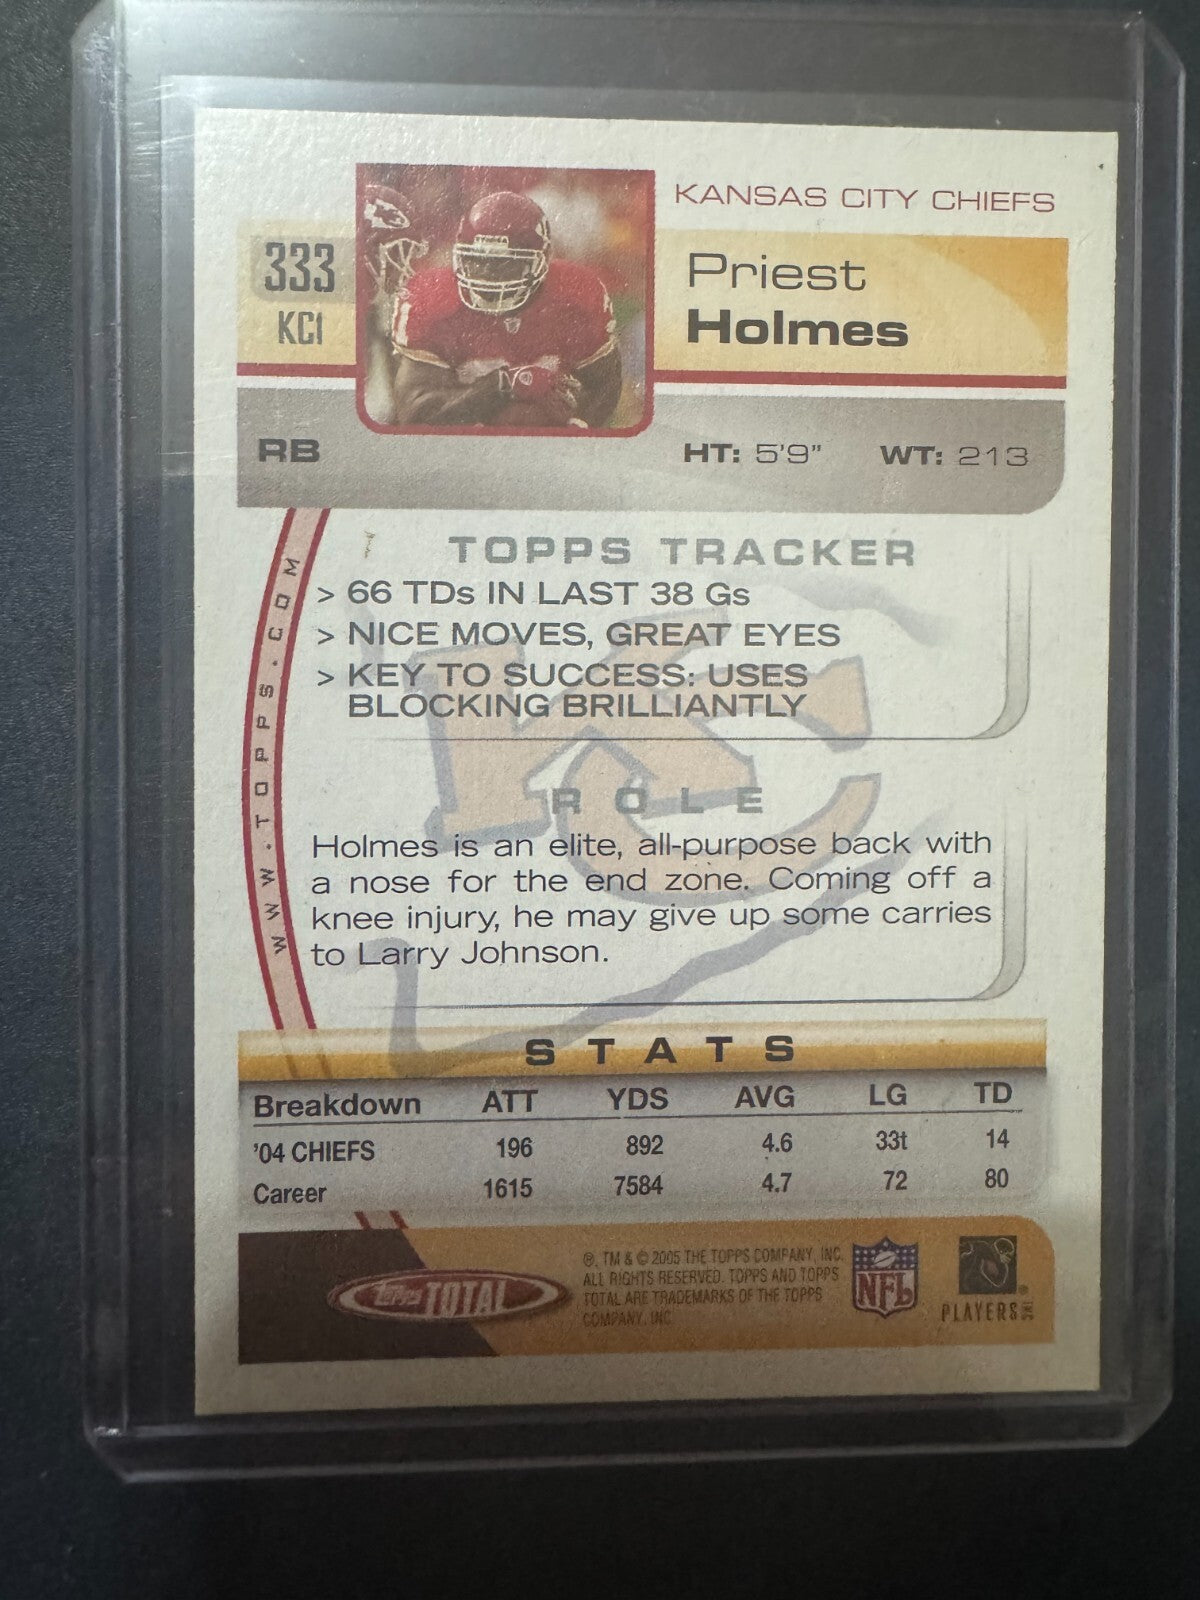 KANSAS CITY CHIEFS
333
KC1
Priest
Holmes
RB
HT: 5'9"
WT: 213
TOPPS TRACKER
> 66 TDs IN LAST 38 Gs
> NICE MOVES, GREAT EYES
> KEY TO SUCCESS: USES
BLOCKING BRILLIANTLY
WWW.TOPPS.COM
KC
ROLE
Holmes is an elite, all-purpose back with
a nose for the end zone. Coming off a
knee injury, he may give up some carries
to Larry Johnson.
STATS
Breakdown ATT YDS AVG LG TD
'04 CHIEFS 196 892 4.6 33t 14
Career 1615 7584 4.7 72 80
Topps TOTAL
®, TM & © 2005 THE TOPPS COMPANY, INC.
ALL RIGHTS RESERVED. TOPPS AND TOPPS
TOTAL ARE TRADEMARKS OF THE TOPPS
COMPANY, INC.
NFL
PLAYERS INC